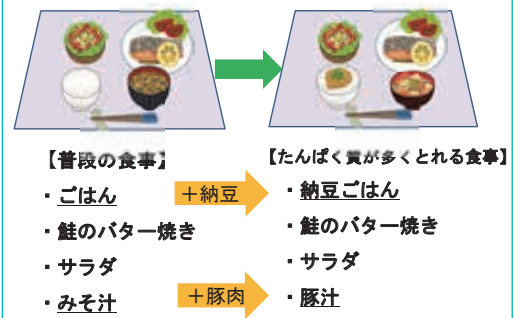 【普段の食事】
・ごはん
・鮭のバター焼き
・サラダ
・みそ汁
＋納豆
＋豚肉
【たんぱく質が多くとれる食事】
・納豆ごはん
・鮭のバター焼き
・サラダ
・豚汁